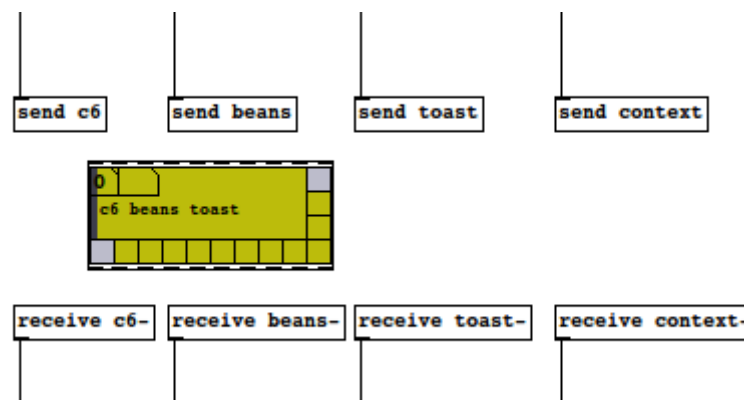 send c6
send beans
send toast
send context
0
c6 beans toast
receive c6-
receive beans-
receive toast-
receive context-